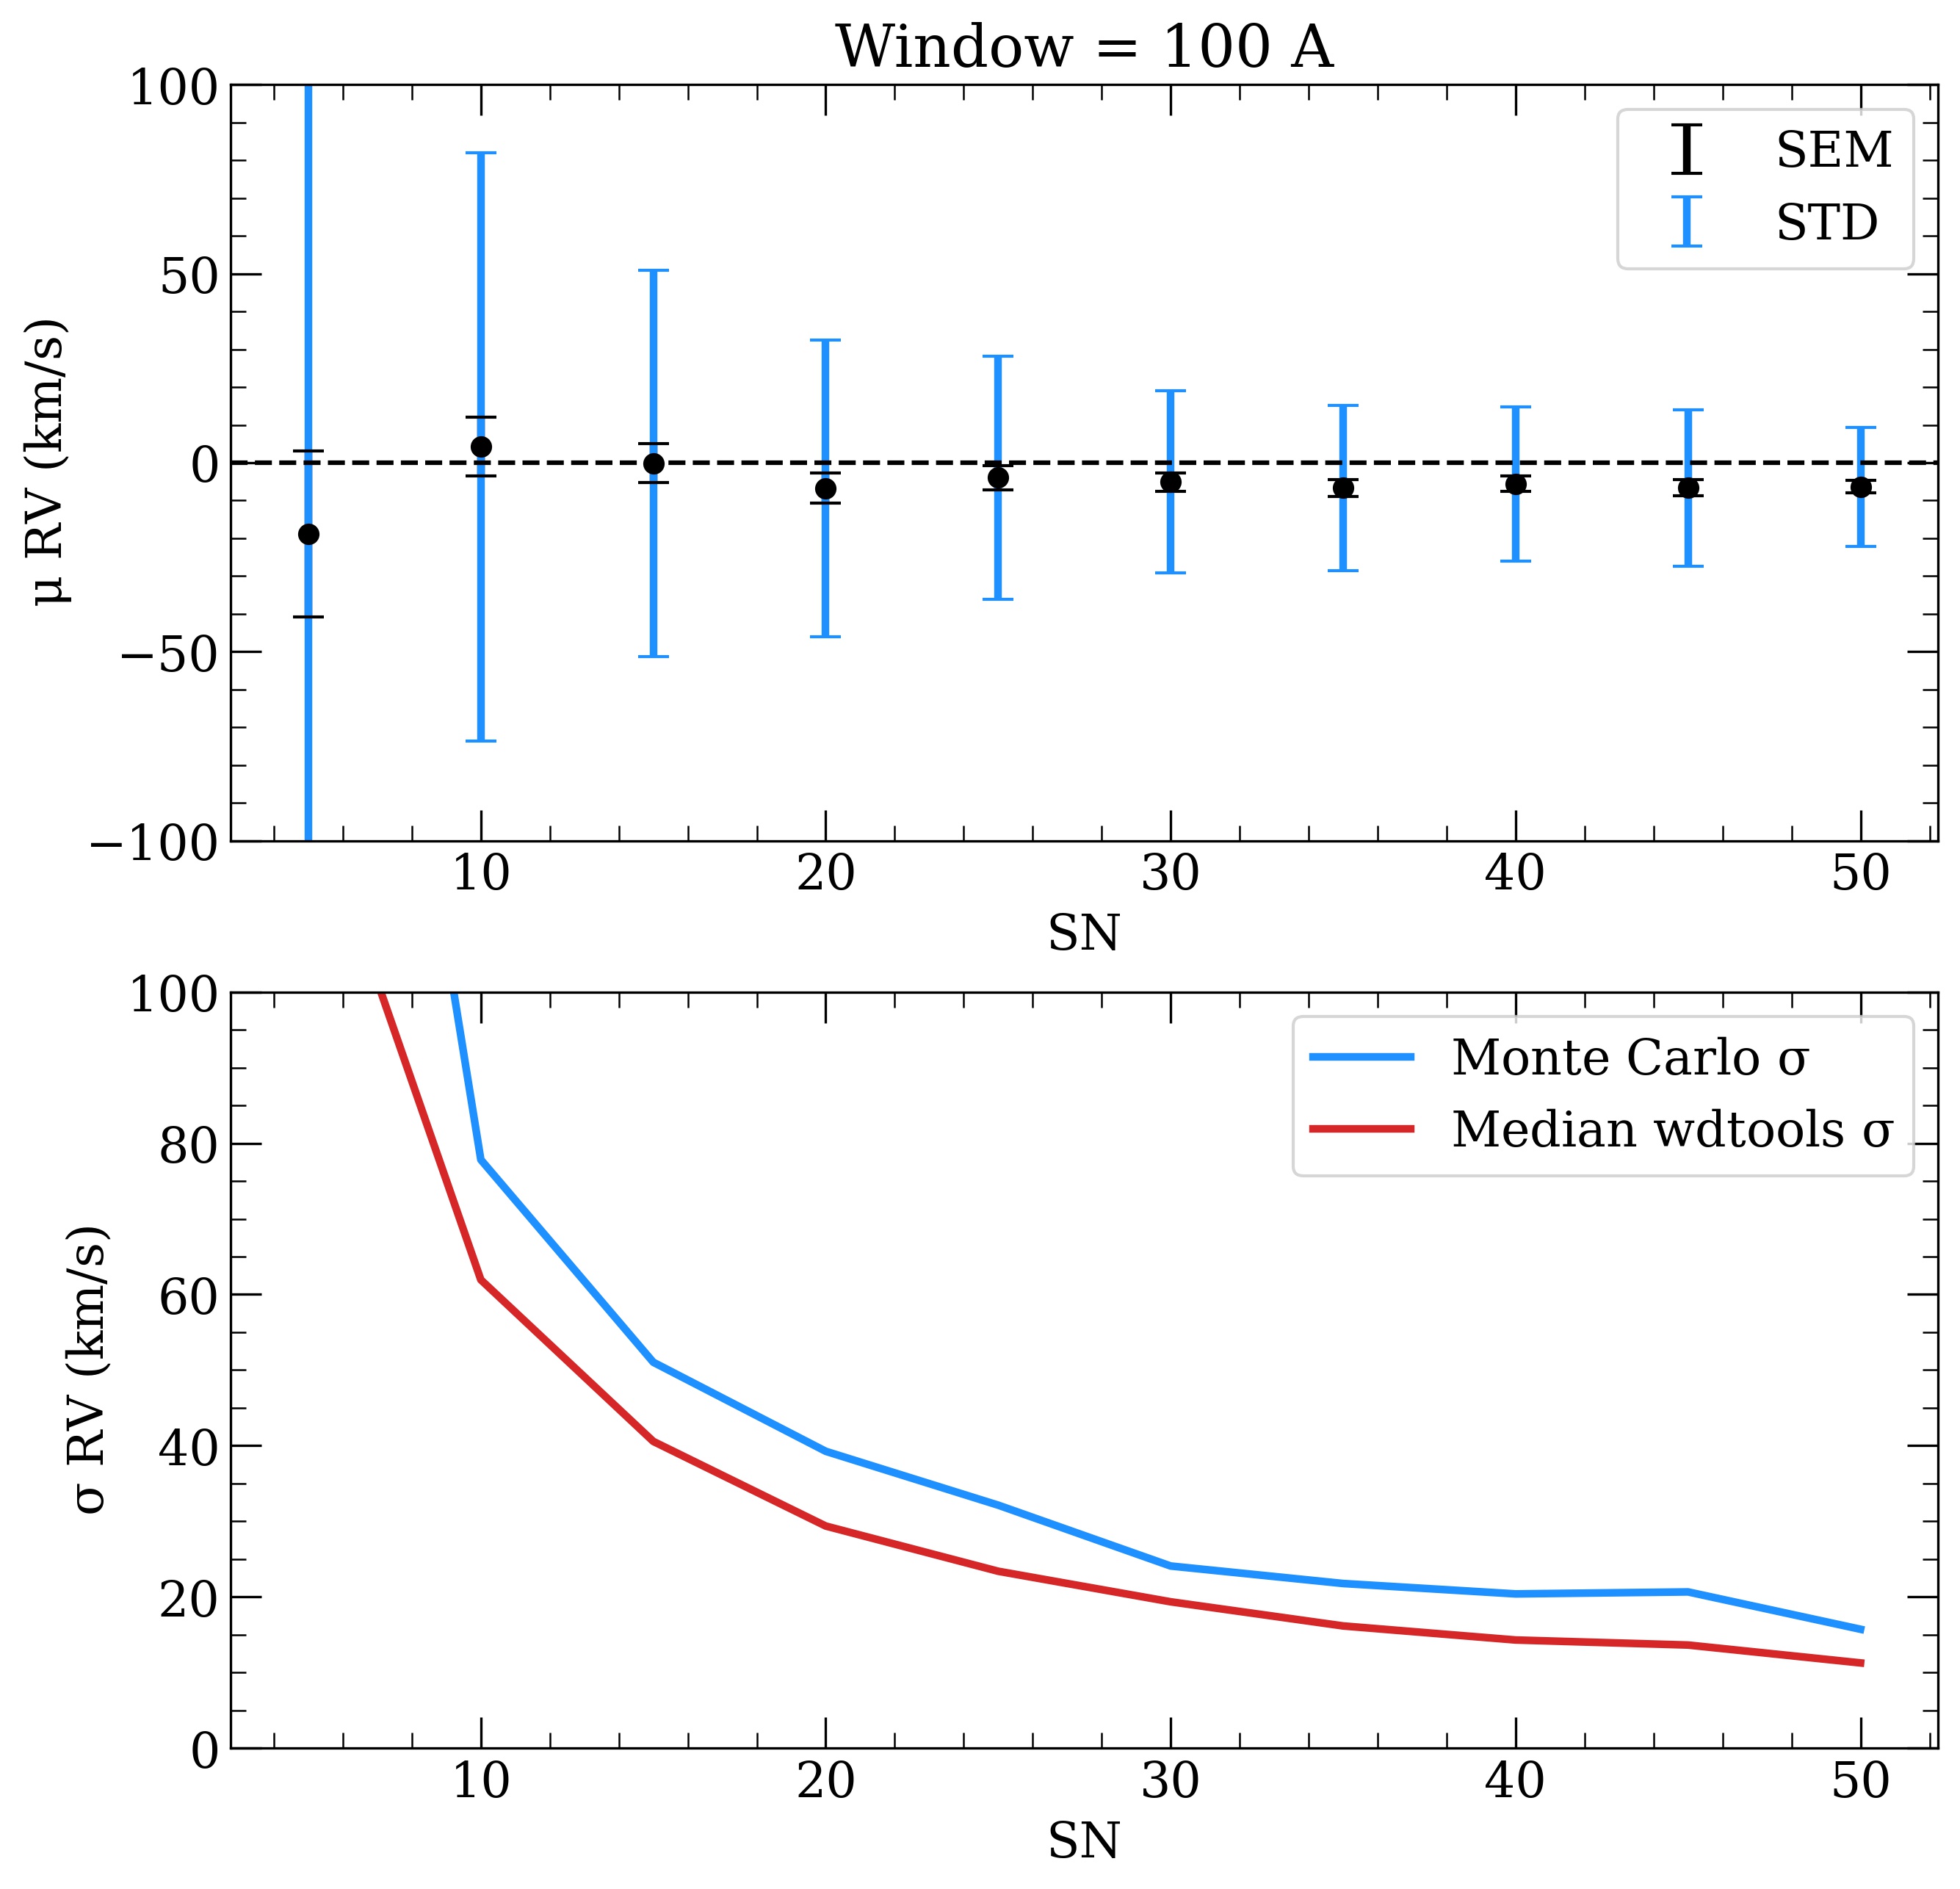 Window = 100 A
100
50
0
−50
−100
μ RV (km/s)
SEM
STD
10 20 30 40 50
SN
100
80
60
40
20
0
σ RV (km/s)
Monte Carlo σ
Median wdtools σ
10 20 30 40 50
SN